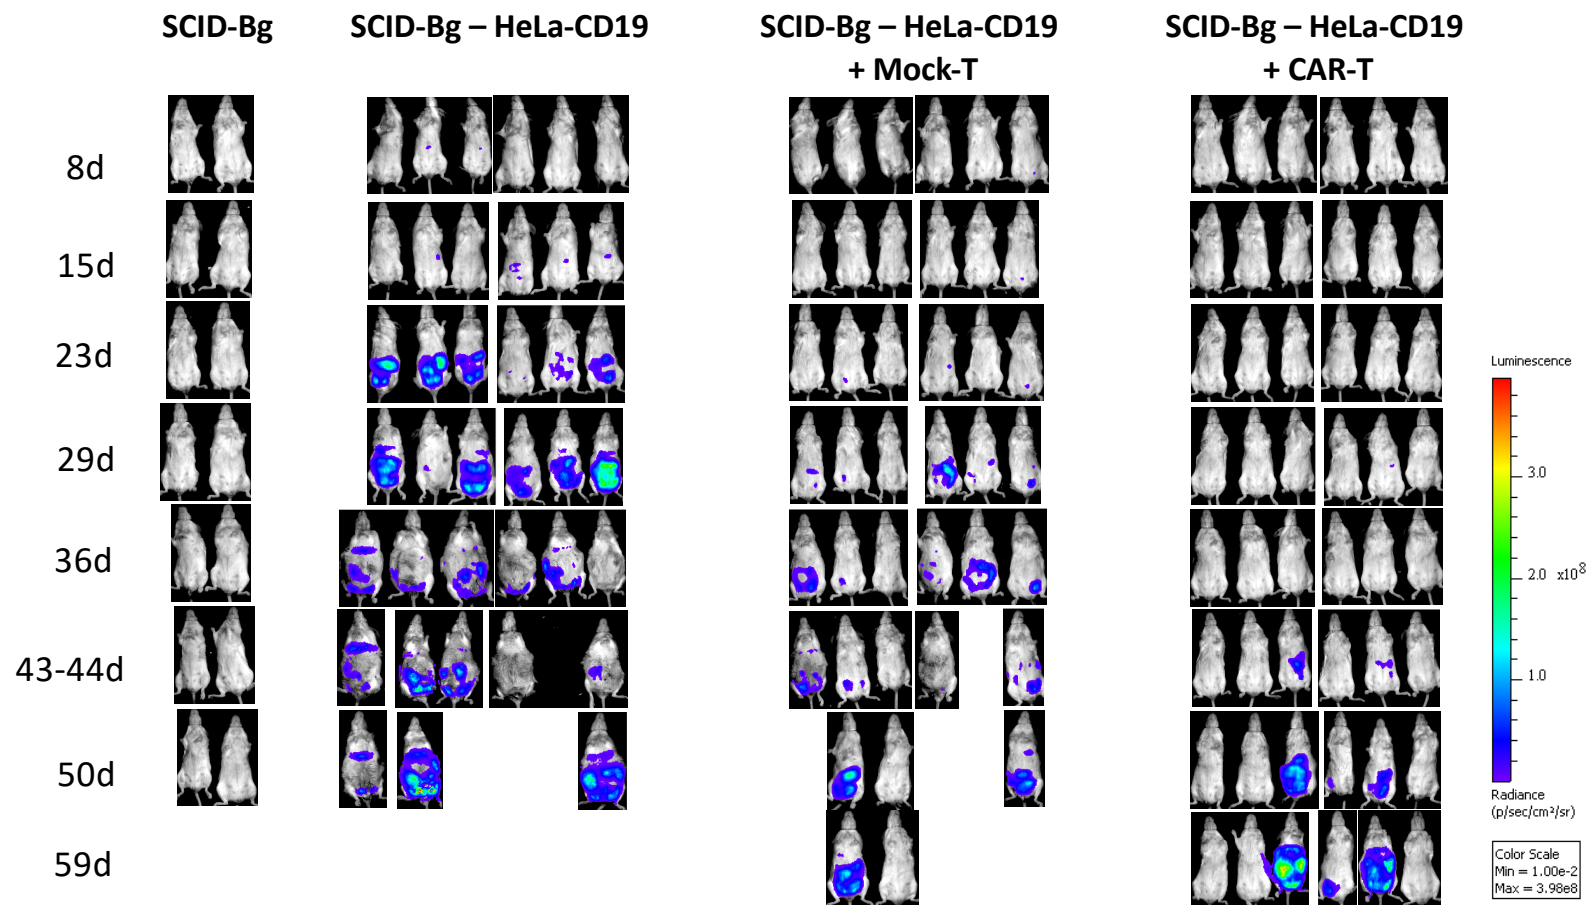 SCID-Bg
SCID-Bg – HeLa-CD19
SCID-Bg – HeLa-CD19
+ Mock-T
SCID-Bg – HeLa-CD19
+ CAR-T
8d
15d
23d
29d
36d
43-44d
50d
59d
Luminescence
3.0
2.0 x10⁸
1.0
Radiance
(p/sec/cm²/sr)
Color Scale
Min = 1.00e-2
Max = 3.98e8